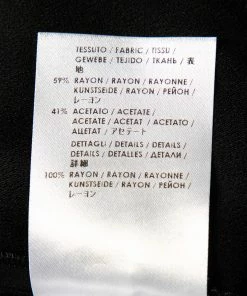 TESSUTO / FABRIC / TISSU /
GEWEBE / TEJIDO / ТКАНЬ / 表
地
59% RAYON / RAYON / RAYONNE /
KUNSTSEIDE / RAYON / РЕЙОН /
レーヨン
41% ACETATO / ACETATE /
ACETATE / ACETAT / ACETATO /
АЦЕТАТ / アセテート
DETTAGLI / DETAILS / DETAILS
/ DETAILS / DETALLES / ДЕТАЛИ /
詳細
100% RAYON / RAYON / RAYONNE
/ KUNSTSEIDE / RAYON / РЕЙОН /
レーヨン